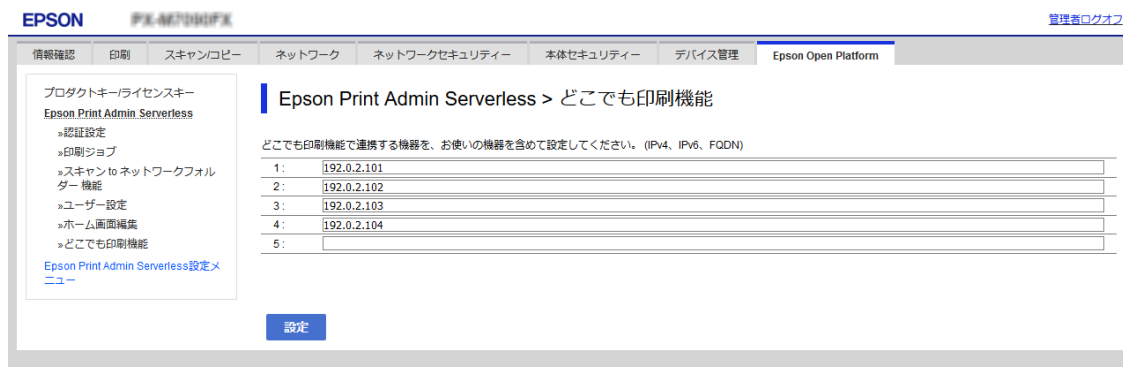 EPSON
管理者ログオフ
情報確認 印刷 スキャン/コピー ネットワーク ネットワークセキュリティー 本体セキュリティー デバイス管理 Epson Open Platform
プロダクトキー/ライセンスキー
Epson Print Admin Serverless
»認証設定
»印刷ジョブ
»スキャン to ネットワークフォル
ダー 機能
»ユーザー設定
»ホーム画面編集
»どこでも印刷機能
Epson Print Admin Serverless設定メ
ニュー
Epson Print Admin Serverless > どこでも印刷機能
どこでも印刷機能で連携する機器を、お使いの機器を含めて設定してください。 (IPv4、IPv6、FQDN)
1 : 192.0.2.101
2 : 192.0.2.102
3 : 192.0.2.103
4 : 192.0.2.104
5 :
設定